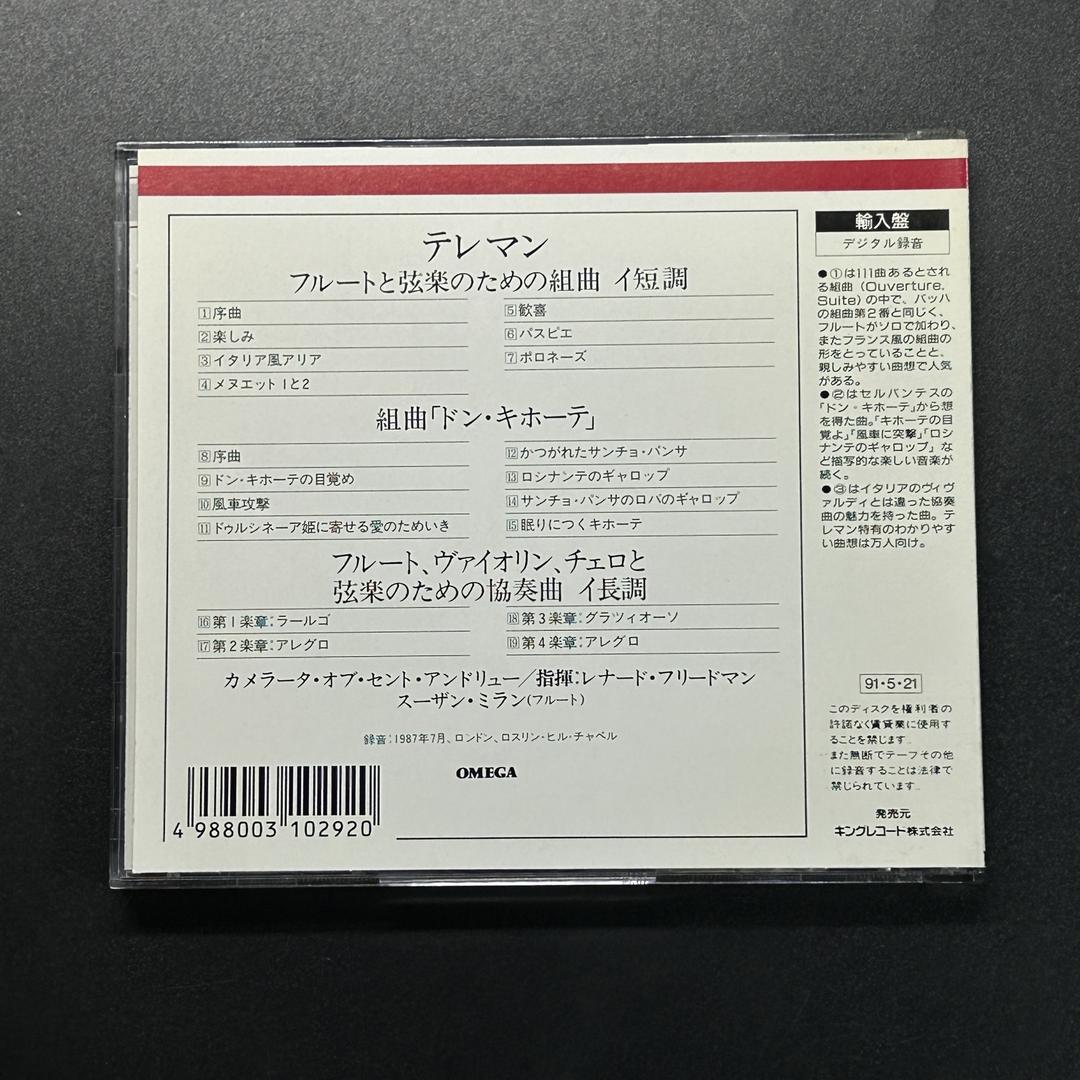 テレマン
フルートと弦楽のための組曲 イ短調
1 序曲
2 楽しみ
3 イタリア風アリア
4 メヌエット 1と2
5 歓喜
6 パスピエ
7 ポロネーズ
組曲「ドン・キホーテ」
8 序曲
9 ドン・キホーテの目覚め
10 風車攻撃
11 ドゥルシネーア姫に寄せる愛のためいき
12 かつがれたサンチョ・パンサ
13 ロシナンテのギャロップ
14 サンチョ・パンサのロバのギャロップ
15 眠りにつくキホーテ
フルート、ヴァイオリン、チェロと
弦楽のための協奏曲 イ長調
16 第1楽章:ラールゴ
17 第2楽章:アレグロ
18 第3楽章:グラツィオーソ
19 第4楽章:アレグロ
カメラータ・オブ・セント・アンドリュー/指揮:レナード・フリードマン
スーザン・ミラン(フルート)
録音:1987年7月、ロンドン、ロスリン・ヒル・チャペル
OMEGA
4 988003 102920
輸入盤
デジタル録音
●①は111曲あるとされ
る組曲(Ouverture,
Suite)の中で、バッハ
の組曲第2番と同じく、
フルートがソロで加わり、
またフランス風の組曲の
形をとっていることと、
親しみやすい曲想で人気
がある。
●②はセルバンテスの
「ドン・キホーテ」から想
を得た曲。「キホーテの目
覚よ」「風車に突撃」「ロシ
ナンテのギャロップ」な
ど描写的な楽しい音楽が
続く。
●③はイタリアのヴィヴ
ァルディとは違った協奏
曲の魅力を持った曲。テ
レマン特有のわかりやす
い曲想は万人向け。
91・5・21
このディスクを権利者の
許諾なく賃貸業に使用す
ることを禁じます
また無断でテープその他
に録音することは法律で
禁じられています
発売元
キングレコード株式会社